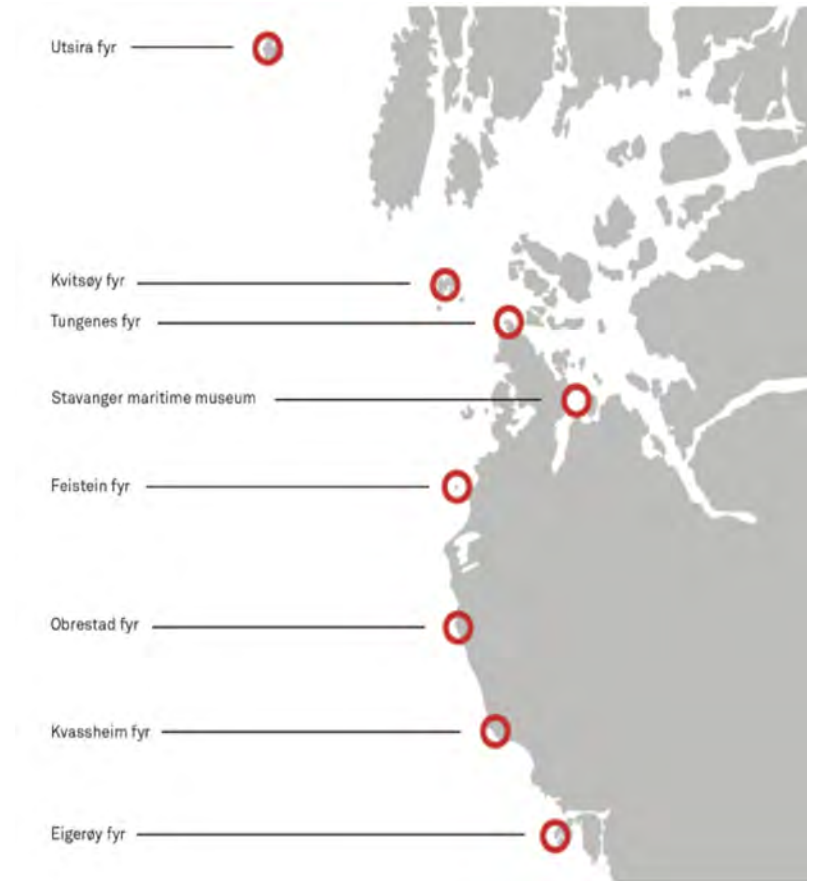 Utsira fyr
Kvitsøy fyr
Tungenes fyr
Stavanger maritime museum
Feistein fyr
Obrestad fyr
Kvassheim fyr
Eigerøy fyr